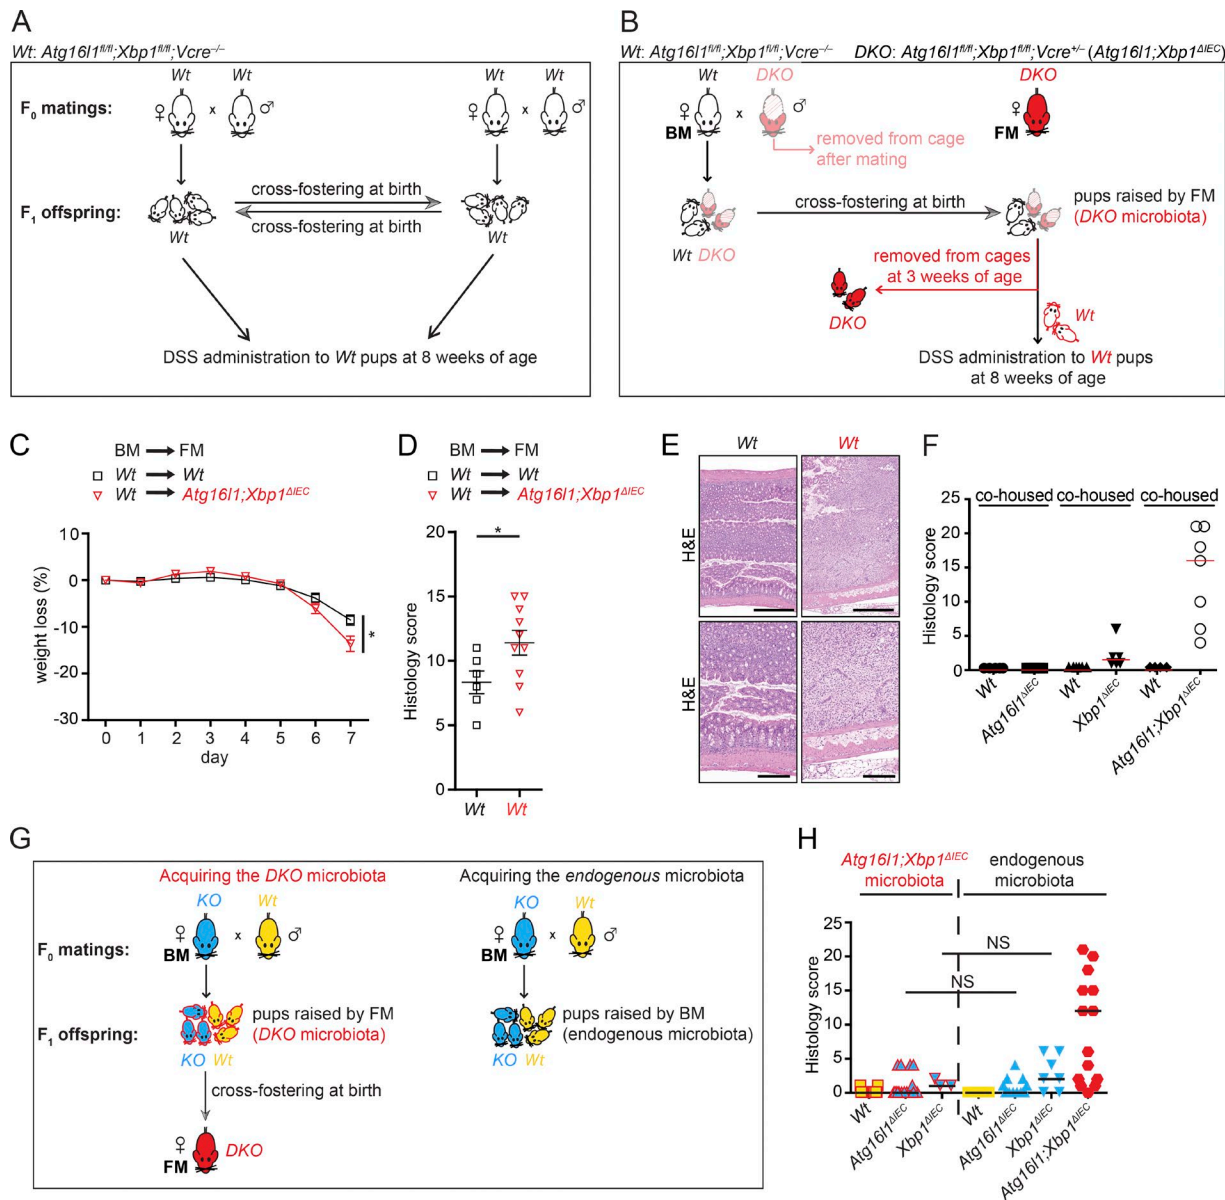 A
Wt: Atg16l1fl/fl;Xbp1fl/fl;Vcre–/–
Wt Wt Wt Wt
F0 matings: ♀ x ♂ ♀ x ♂
cross-fostering at birth
F1 offspring:
cross-fostering at birth
Wt Wt
DSS administration to Wt pups at 8 weeks of age
B
Wt: Atg16l1fl/fl;Xbp1fl/fl;Vcre–/– DKO: Atg16l1fl/fl;Xbp1fl/fl;Vcre+/– (Atg16l1;Xbp1ΔIEC)
Wt DKO DKO
♀ x ♂ ♀
BM FM
removed from cage
after mating
cross-fostering at birth
pups raised by FM
(DKO microbiota)
Wt DKO
removed from cages
at 3 weeks of age
DKO
Wt
DSS administration to Wt pups
at 8 weeks of age
C
BM FM
Wt Wt
Wt Atg16l1;Xbp1ΔIEC
weight loss (%)
10
0
-10
-20
-30
*
0 1 2 3 4 5 6 7
day
D
BM FM
Wt Wt
Wt Atg16l1;Xbp1ΔIEC
Histology score
20
15
10
5
0
*
Wt Wt
E
Wt Wt
H&E
H&E
F
co-housed co-housed co-housed
Histology score
25
20
15
10
5
0
Wt
Atg16l1ΔIEC
Wt
Xbp1ΔIEC
Wt
Atg16l1;Xbp1ΔIEC
G
Acquiring the DKO microbiota Acquiring the endogenous microbiota
KO Wt KO Wt
F0 matings: ♀ x ♂ ♀ x ♂
BM BM
F1 offspring:
pups raised by FM
(DKO microbiota)
pups raised by BM
(endogenous microbiota)
KO Wt KO Wt
cross-fostering at birth
♀ DKO
FM
H
Atg16l1;Xbp1ΔIEC
microbiota
endogenous
microbiota
Histology score
25
20
15
10
5
0
NS
NS
Wt
Atg16l1ΔIEC
Xbp1ΔIEC
Wt
Atg16l1ΔIEC
Xbp1ΔIEC
Atg16l1;Xbp1ΔIEC